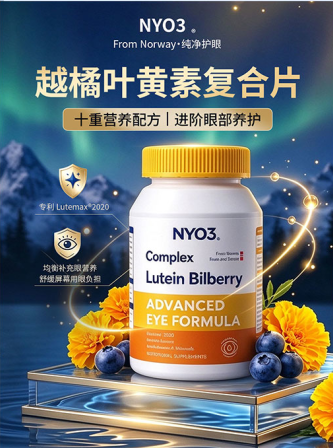 NYO3®
From Norway·纯净护眼
越橘叶黄素复合片
十重营养配方 | 进阶眼部养护
专利 Lutemax®2020
均衡补充眼营养
舒缓屏幕用眼负担
NYO3®
Complex
From Norway
Lutein Bilberry
ADVANCED
EYE FORMULA